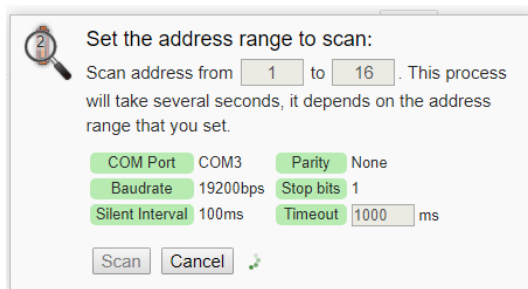 2
Set the address range to scan:
Scan address from 1 to 16 . This process
will take several seconds, it depends on the address
range that you set.
COM Port COM3 Parity None
Baudrate 19200bps Stop bits 1
Silent Interval 100ms Timeout 1000 ms
Scan Cancel